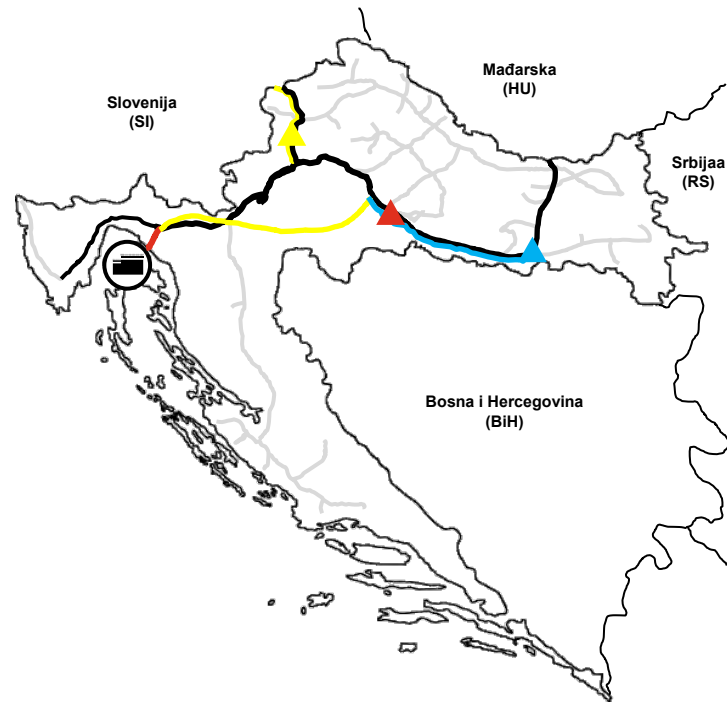 Mađarska
(HU)
Slovenija
(SI)
Srbijaa
(RS)
Bosna i Hercegovina
(BiH)